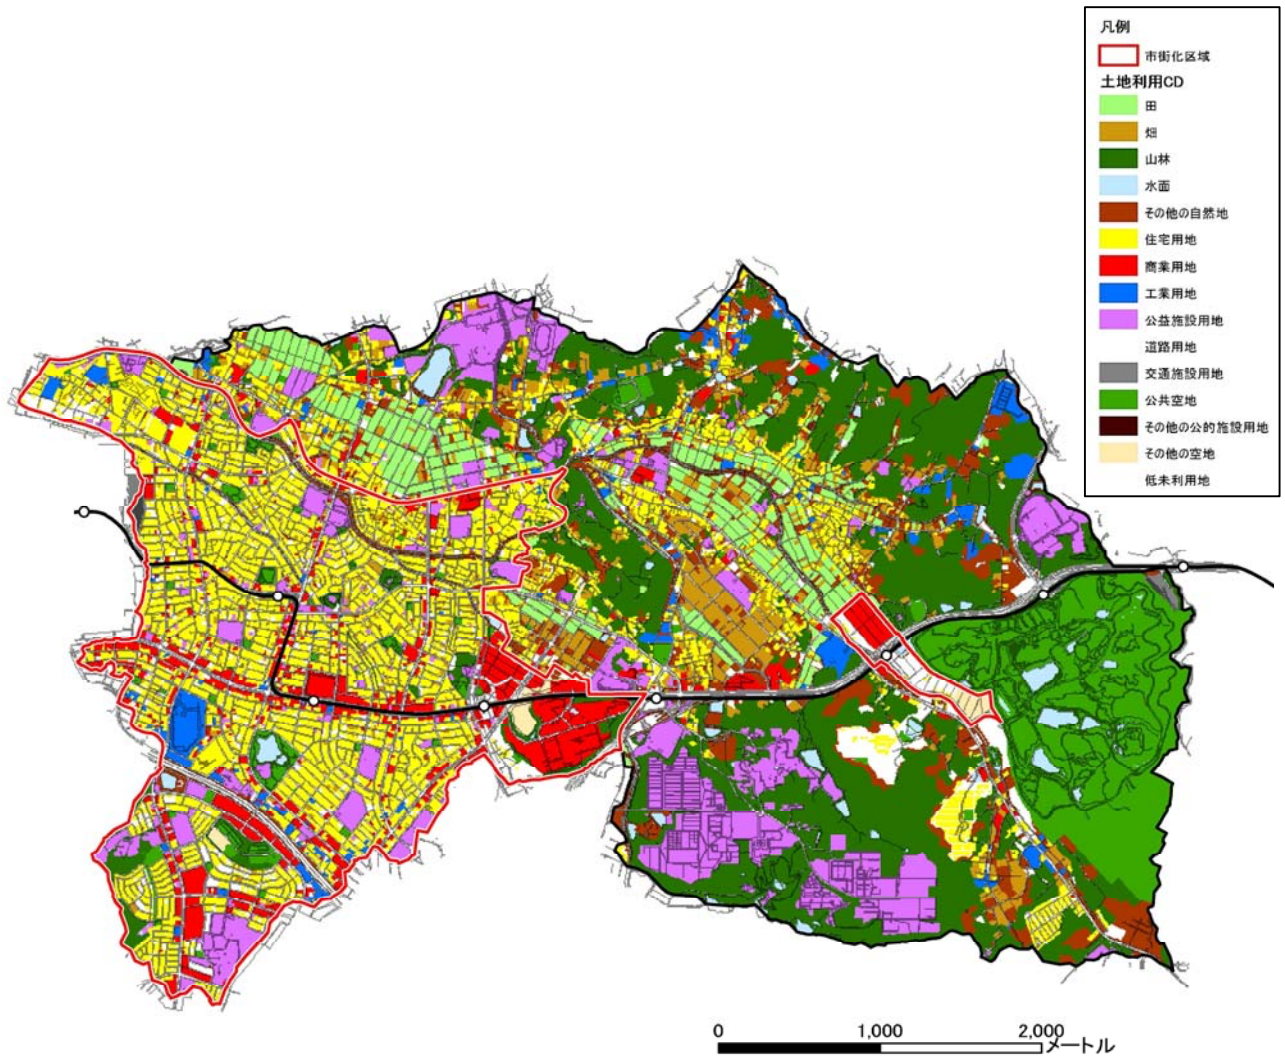 凡例
市街化区域
土地利用CD
田
畑
山林
水面
その他の自然地
住宅用地
商業用地
工業用地
公益施設用地
道路用地
交通施設用地
公共空地
その他の公的施設用地
その他の空地
低未利用地
0 1,000 2,000
メートル